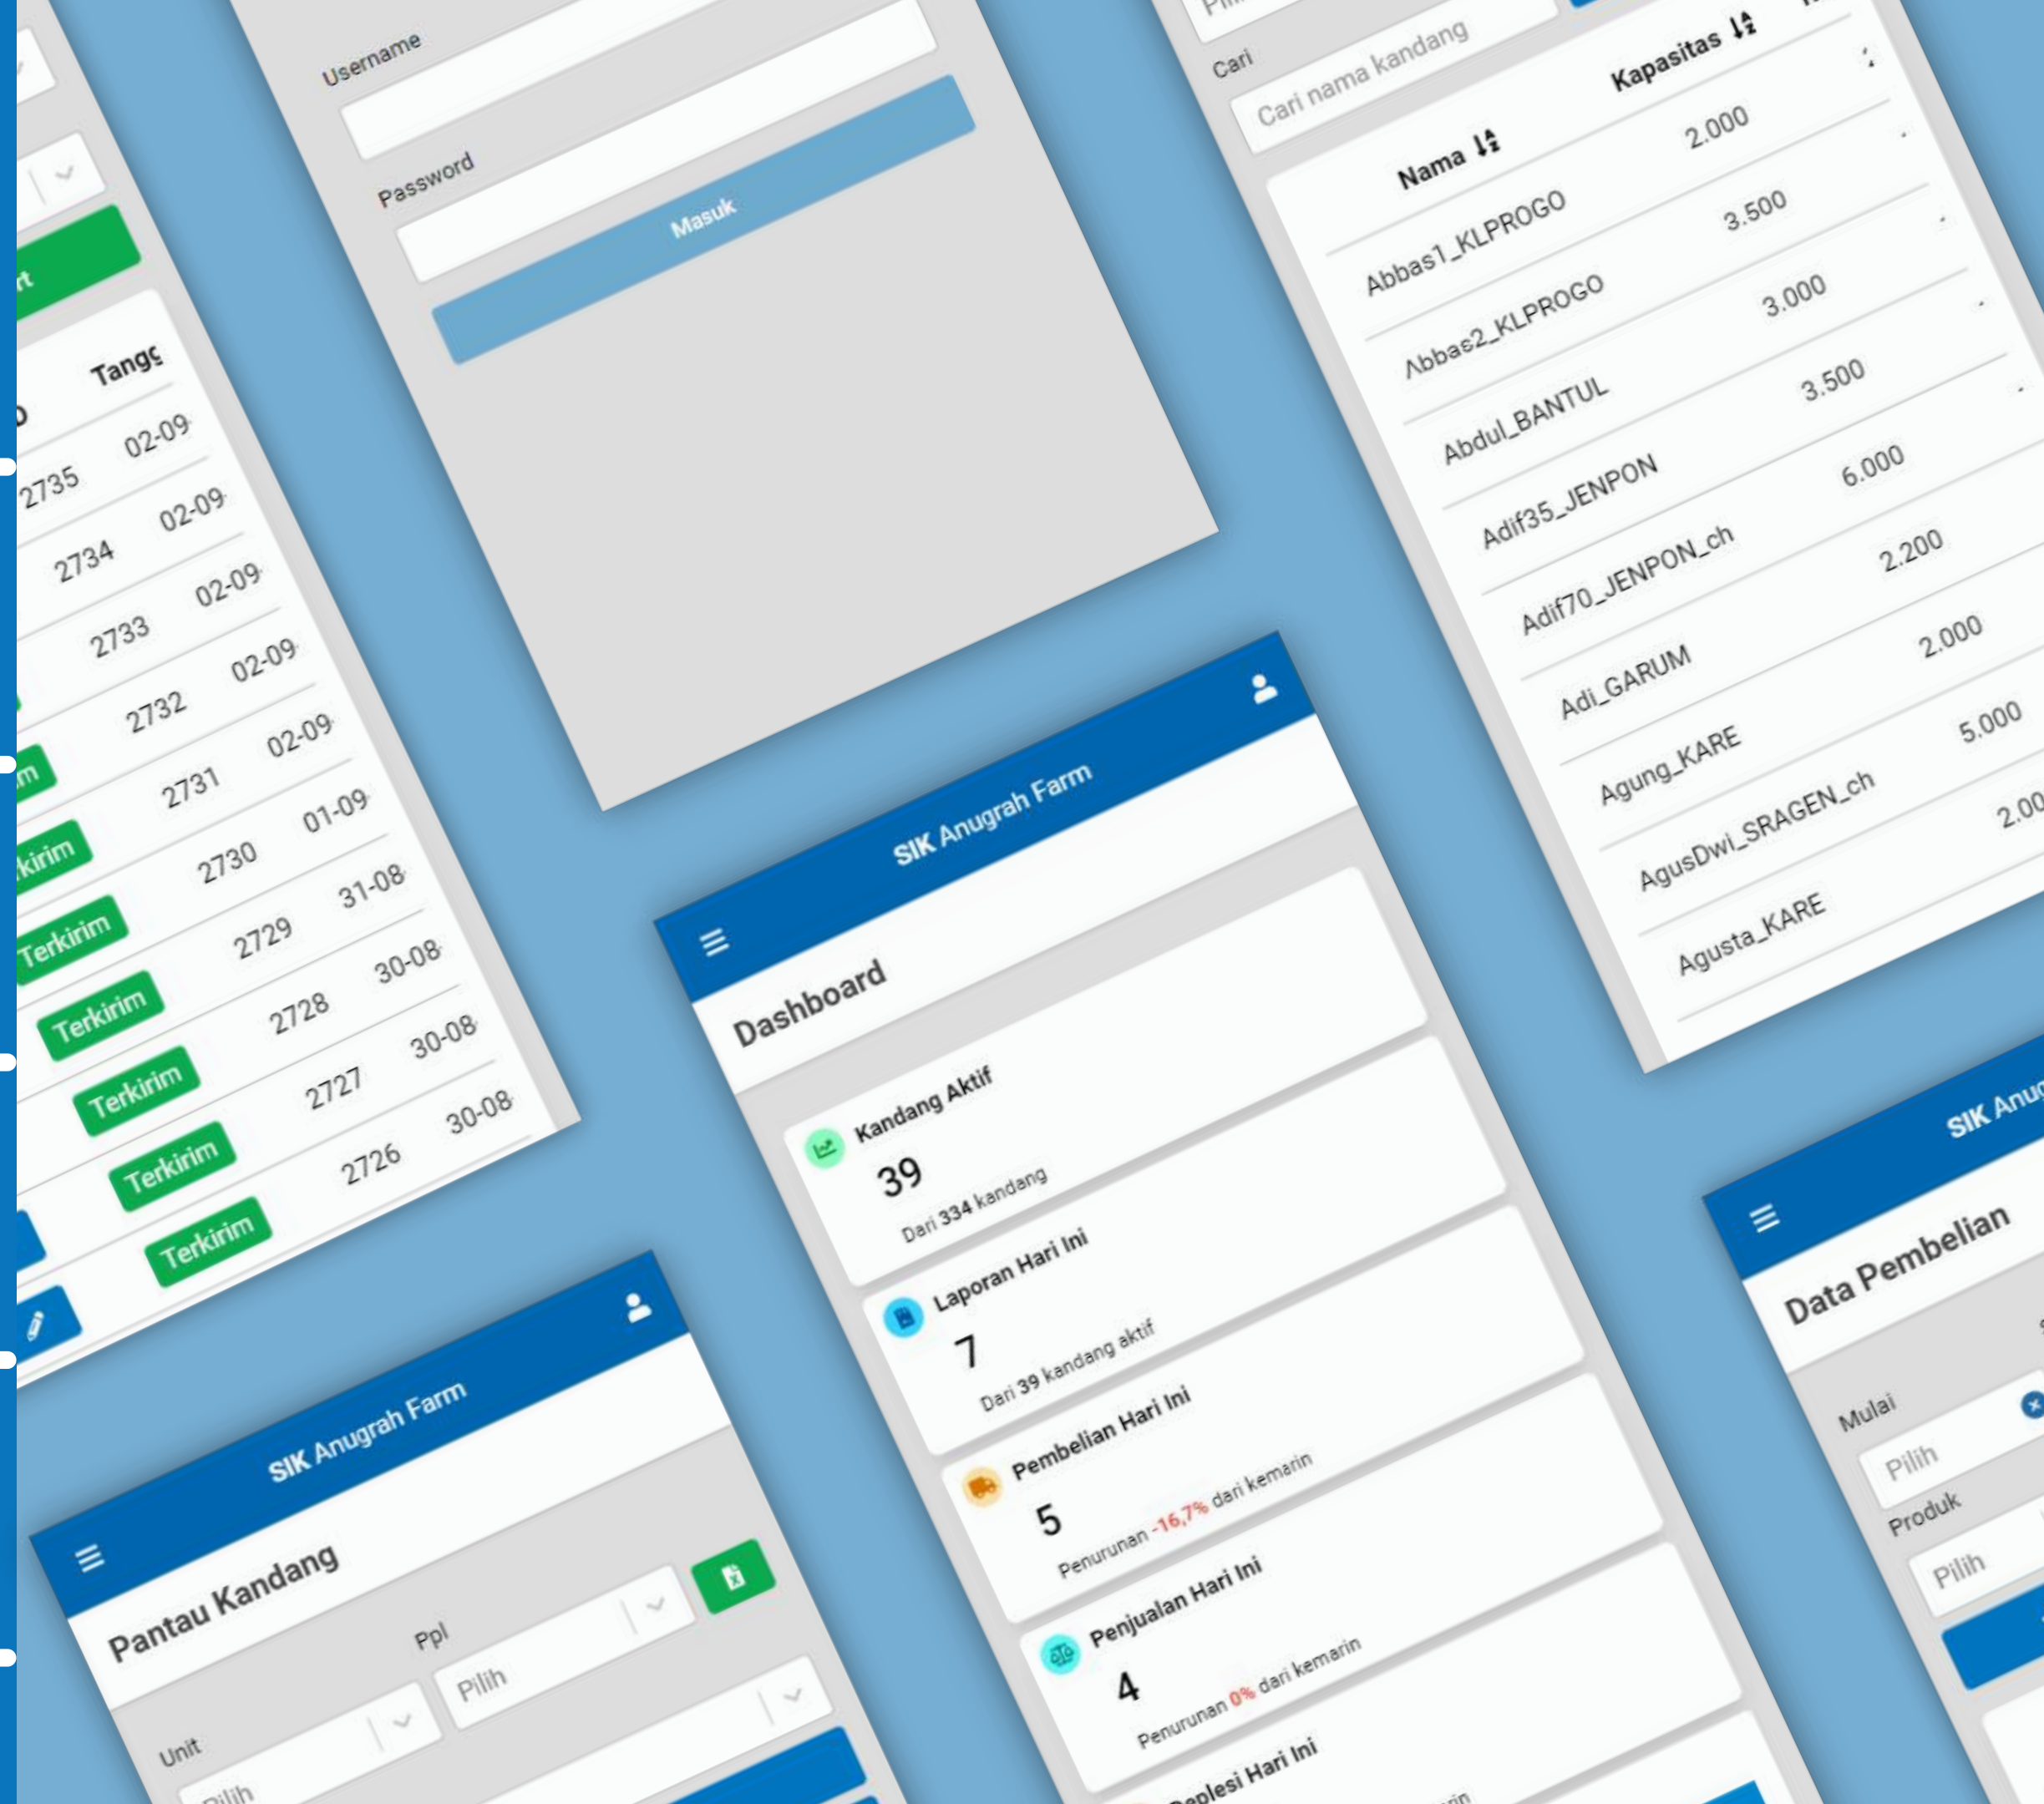 Username
Password
Masuk
Cari
Cari nama kandang
Nama Kapasitas
Abbas1_KLPROGO 2.000
Abbas2_KLPROGO 3.500
Abdul_BANTUL 3.000
Adif35_JENPON 3.500
Adif70_JENPON_ch 6.000
Adi_GARUM 2.200
Agung_KARE 2.000
AgusDwi_SRAGEN_ch 5.000
Agusta_KARE
2735 02-09
2734 02-09
2733 02-09
2732 02-09
2731 02-09
2730 01-09
Terkirim 2729 31-08
Terkirim 2728 30-08
Terkirim 2727 30-08
Terkirim 2726 30-08
Terkirim
SIK Anugrah Farm
Dashboard
Kandang Aktif
39
Dari 334 kandang
Laporan Hari Ini
7
Dari 39 kandang aktif
Pembelian Hari Ini
5
Penurunan -16,7% dari kemarin
Penjualan Hari Ini
4
Penurunan 0% dari kemarin
Hari Ini
SIK Anugrah Farm
Pantau Kandang
Unit Ppl
Pilih Pilih
SIK
Data Pembelian
Mulai
Pilih
Produk
Pilih